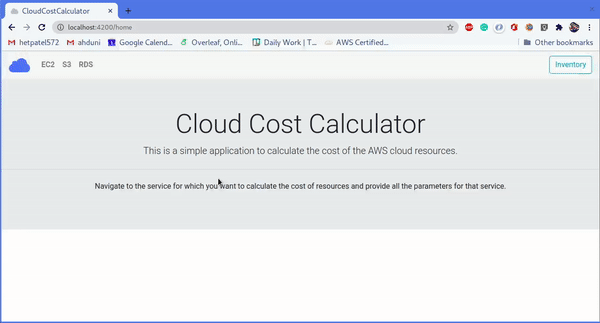 CloudCostCalculator
localhost:4200/home
hetpatel572 ahduni Google Calend... Overleaf, Onli... Daily Work | T... AWS Certified... Other bookmarks
EC2 S3 RDS Inventory
Cloud Cost Calculator
This is a simple application to calculate the cost of the AWS cloud resources.
Navigate to the service for which you want to calculate the cost of resources and provide all the parameters for that service.